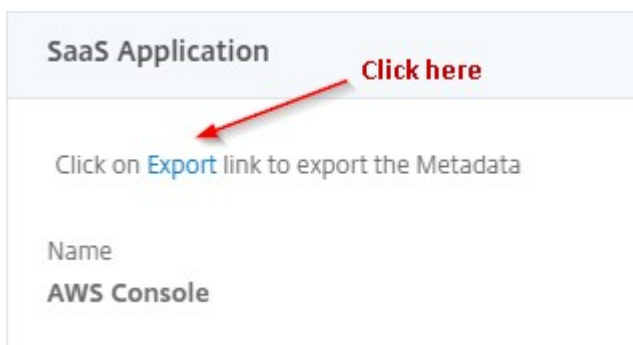 SaaS Application
Click here
Click on Export link to export the Metadata
Name
AWS Console